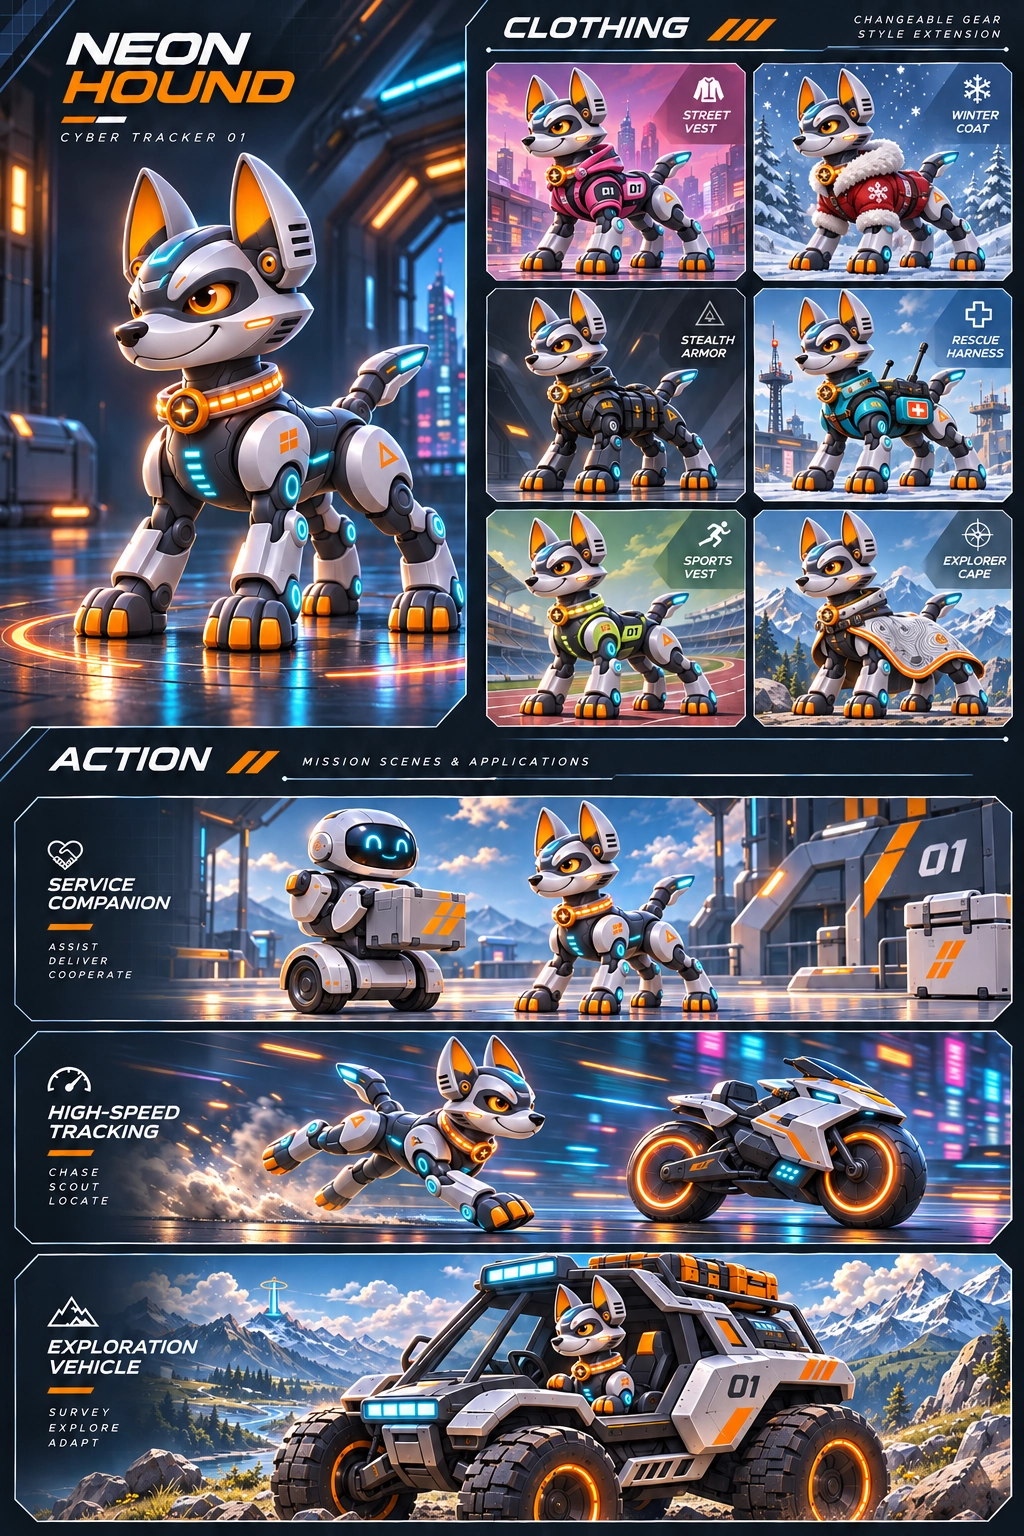 NEON
HOUND
CYBER TRACKER 01
CLOTHING
CHANGEABLE GEAR
STYLE EXTENSION
STREET
VEST
01
01
WINTER
COAT
STEALTH
ARMOR
RESCUE
HARNESS
SPORTS
VEST
01
EXPLORER
CAPE
ACTION
MISSION SCENES & APPLICATIONS
SERVICE
COMPANION
ASSIST
DELIVER
COOPERATE
01
HIGH-SPEED
TRACKING
CHASE
SCOUT
LOCATE
EXPLORATION
VEHICLE
SURVEY
EXPLORE
ADAPT
01